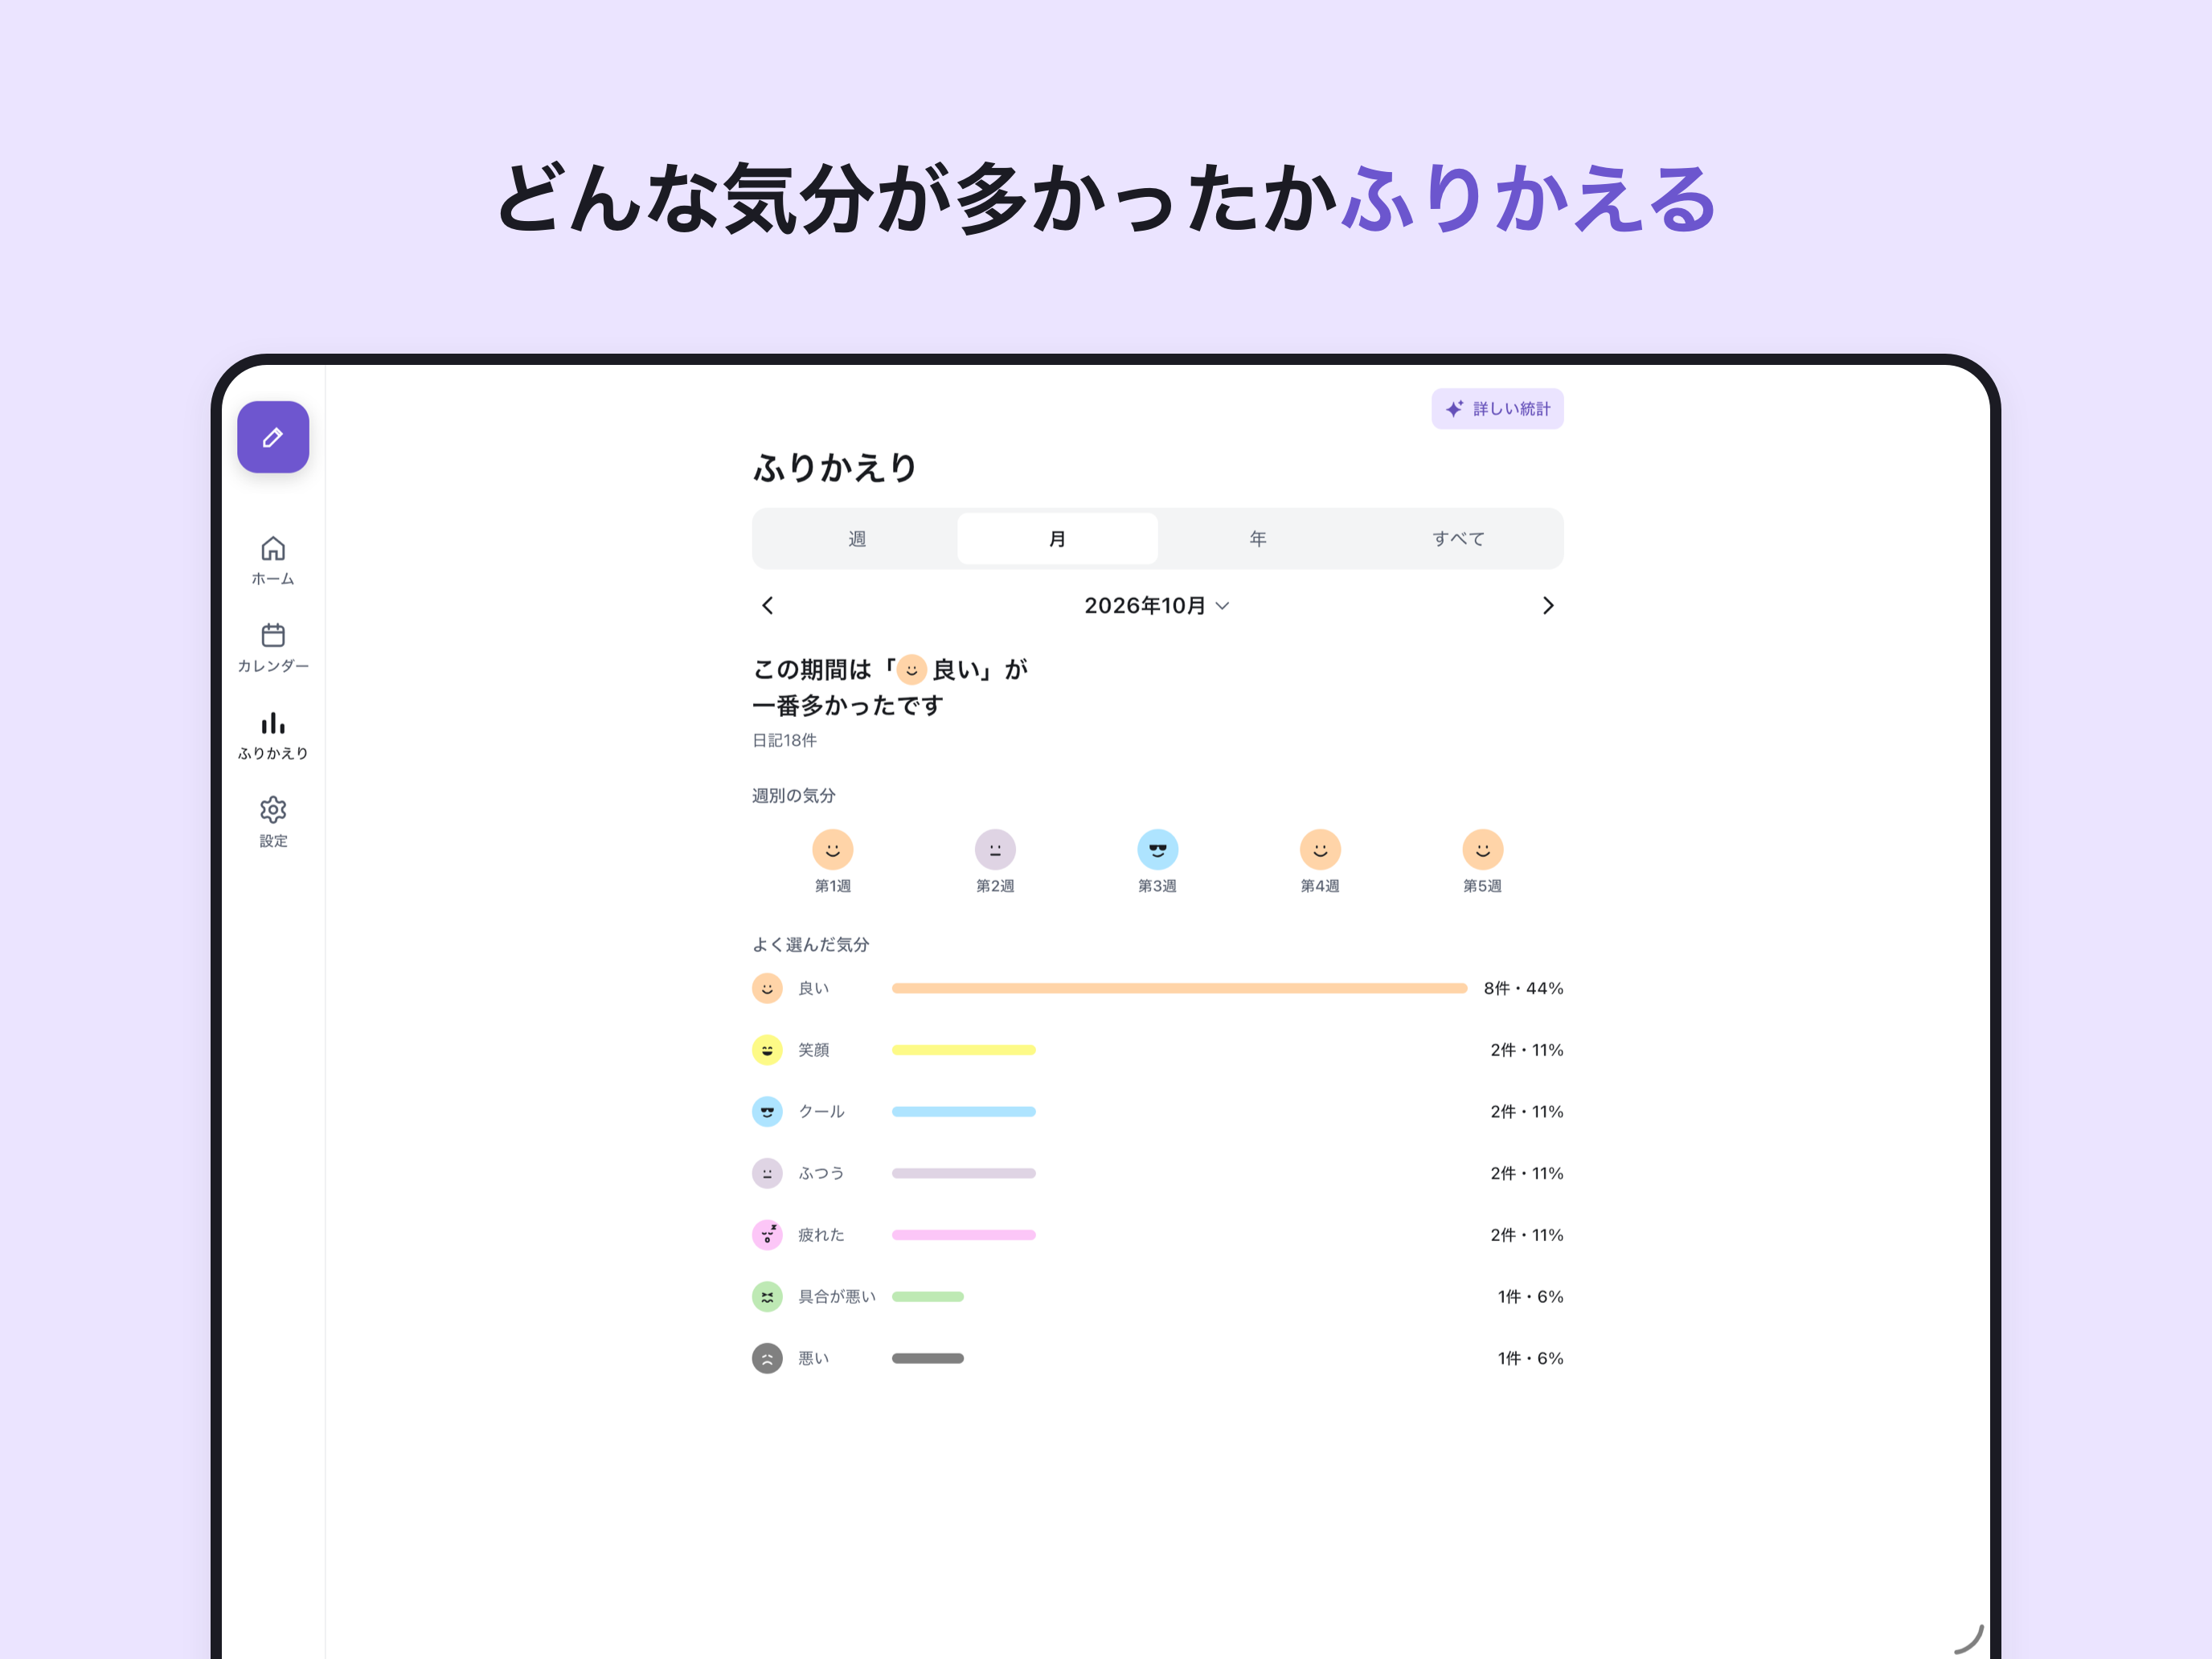 どんな気分が多かったかふりかえる
詳しい統計
ふりかえり
週 月 年 すべて
2026年10月
この期間は「良い」が
一番多かったです
日記18件
週別の気分
第1週 第2週 第3週 第4週 第5週
よく選んだ気分
良い 8件・44%
笑顔 2件・11%
クール 2件・11%
ふつう 2件・11%
疲れた 2件・11%
具合が悪い 1件・6%
悪い 1件・6%
ホーム
カレンダー
ふりかえり
設定